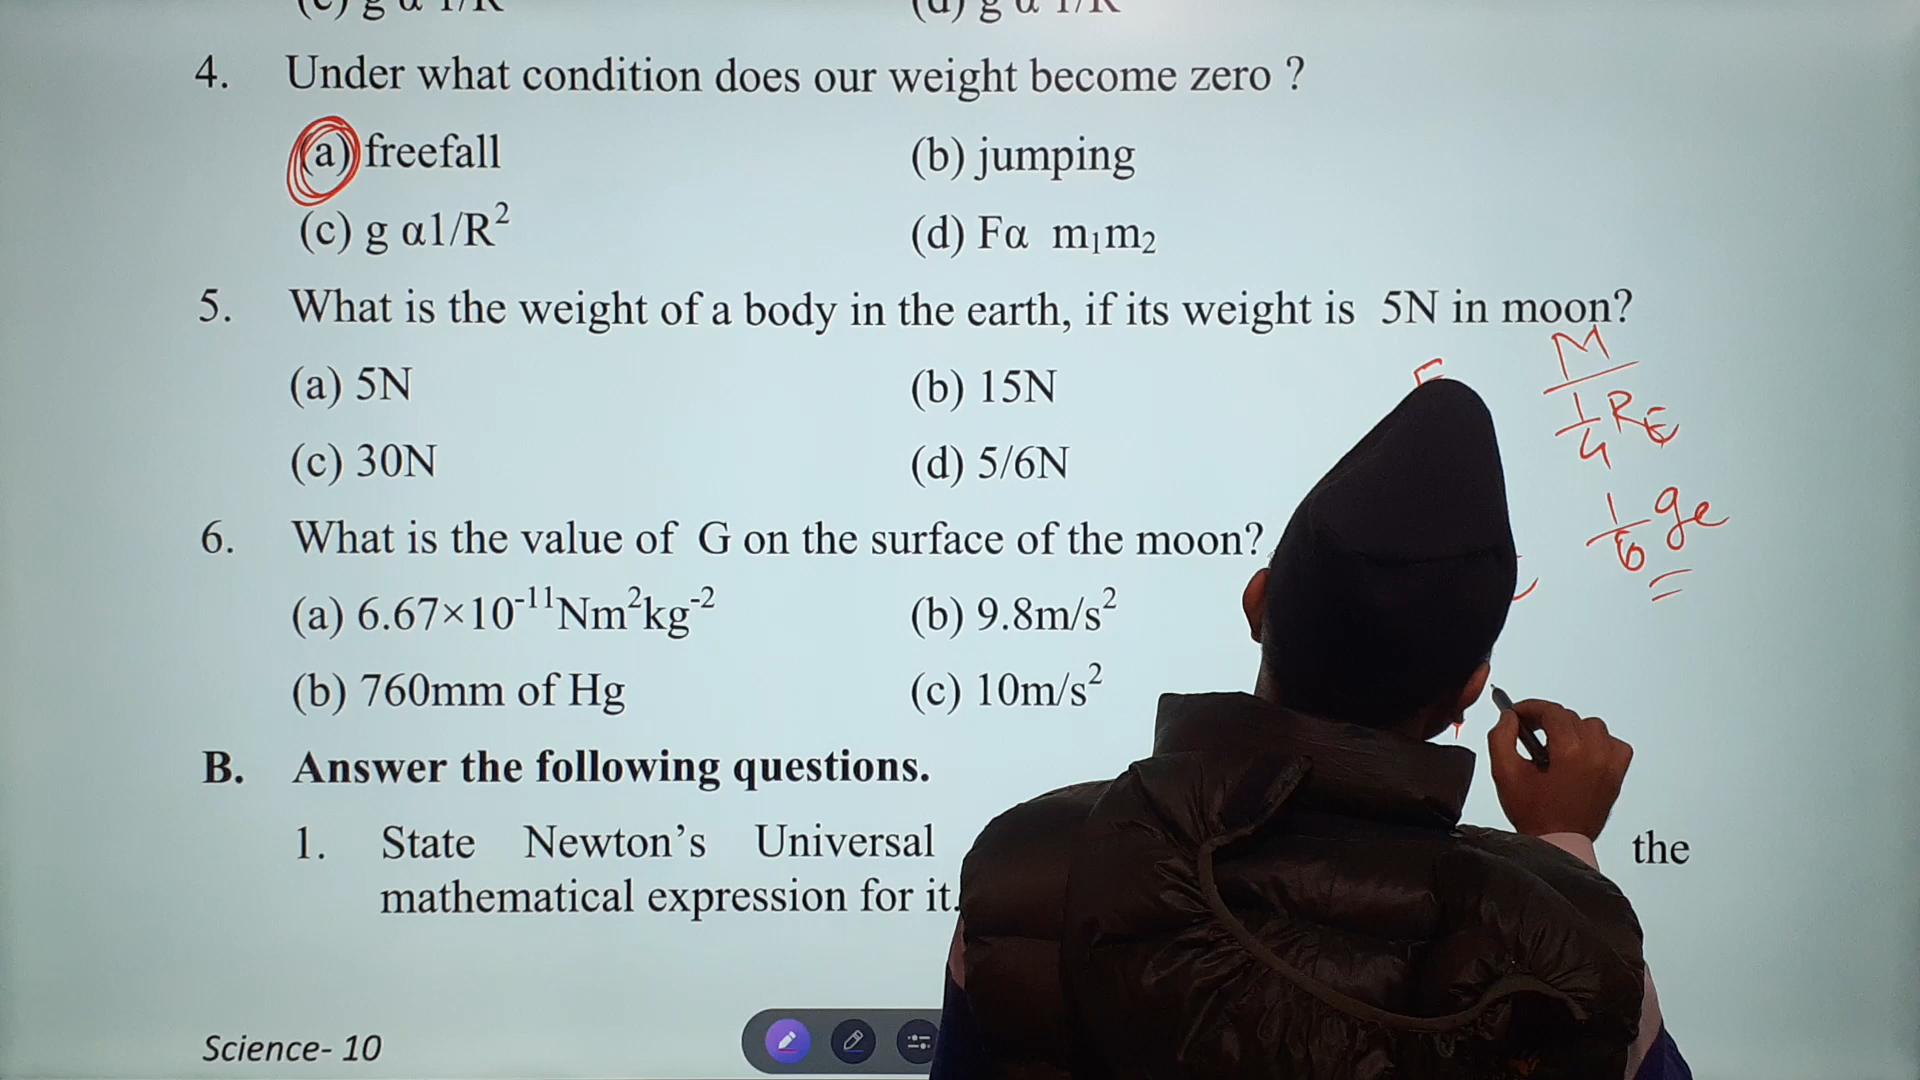 (c) g α 1/R (d) g α 1/R
4. Under what condition does our weight become zero ?
(a) freefall (b) jumping
(c) g α1/R² (d) Fα m₁m₂
5. What is the weight of a body in the earth, if its weight is 5N in moon?
M
(a) 5N (b) 15N
1/4 RE
(c) 30N (d) 5/6N
1/6 ge
6. What is the value of G on the surface of the moon?
(a) 6.67×10⁻¹¹Nm²kg⁻² (b) 9.8m/s²
(b) 760mm of Hg (c) 10m/s²
B. Answer the following questions.
1. State Newton’s Universal the
mathematical expression for it.
Science- 10